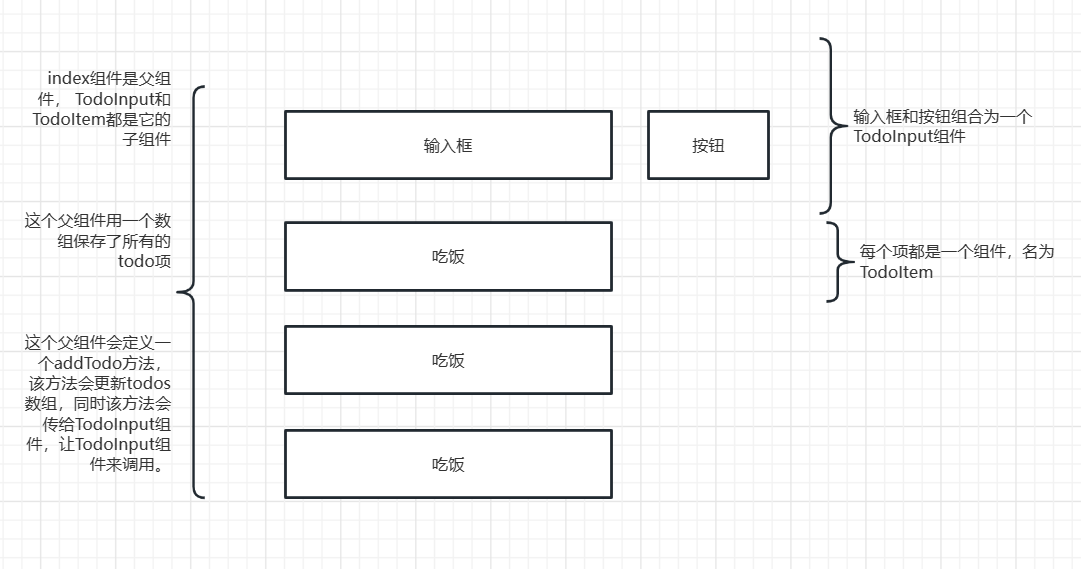 index组件是父组
件， TodoInput和
TodoItem都是它的
子组件
输入框
按钮
输入框和按钮组合为一个
TodoInput组件
这个父组件用一个数
组保存了所有的
todo项
吃饭
每个项都是一个组件，名为
TodoItem
这个父组件会定义一
个addTodo方法，
该方法会更新todos
数组，同时该方法会
传给TodoInput组
件，让TodoInput组
件来调用。
吃饭
吃饭